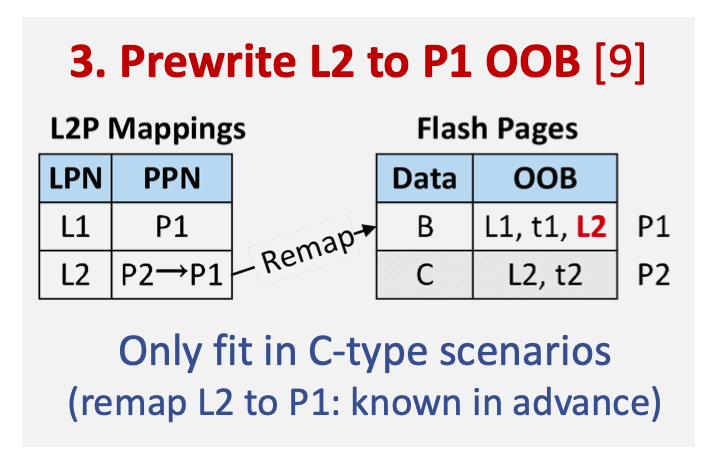 3. Prewrite L2 to P1 OOB [9]
L2P Mappings
Flash Pages
LPN PPN
Data OOB
L1 P1
B L1, t1, L2 P1
L2 P2→P1
Remap
C L2, t2 P2
Only fit in C-type scenarios
(remap L2 to P1: known in advance)